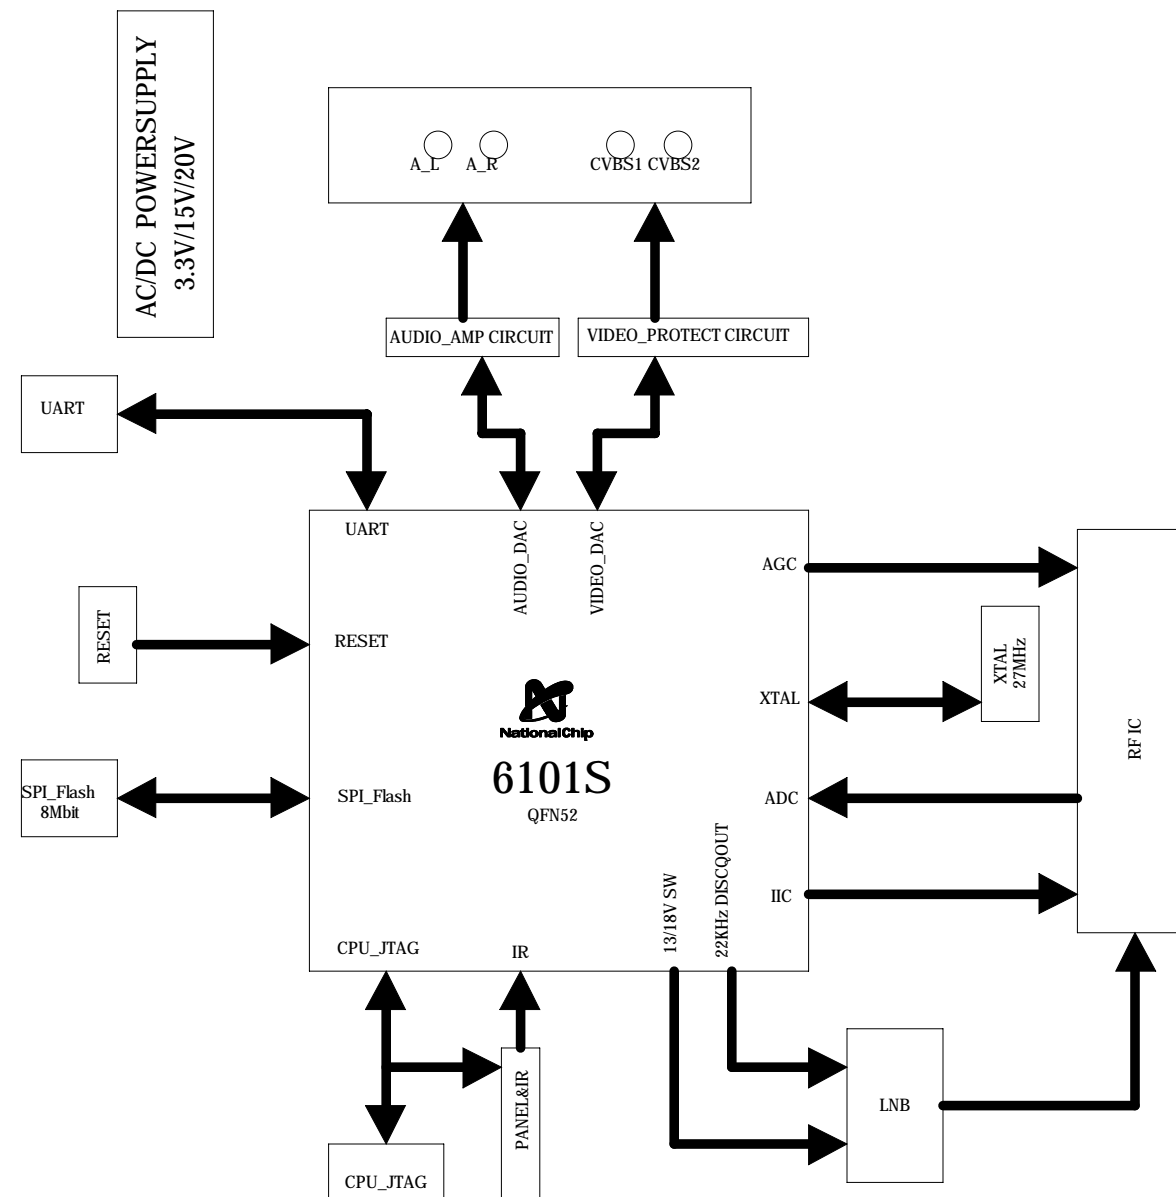 AC/DC POWERSUPPLY
3.3V/15V/20V
A_L
A_R
CVBS1 CVBS2
AUDIO_AMP CIRCUIT
VIDEO_PROTECT CIRCUIT
UART
UART
AUDIO_DAC
VIDEO_DAC
AGC
RESET
RESET
XTAL
XTAL
27MHz
RF IC
NationalChip
6101S
QFN52
SPI_Flash
8Mbit
SPI_Flash
ADC
IIC
13/18V SW
22KHz DISCQOUT
CPU_JTAG
IR
PANEL&IR
LNB
CPU_JTAG